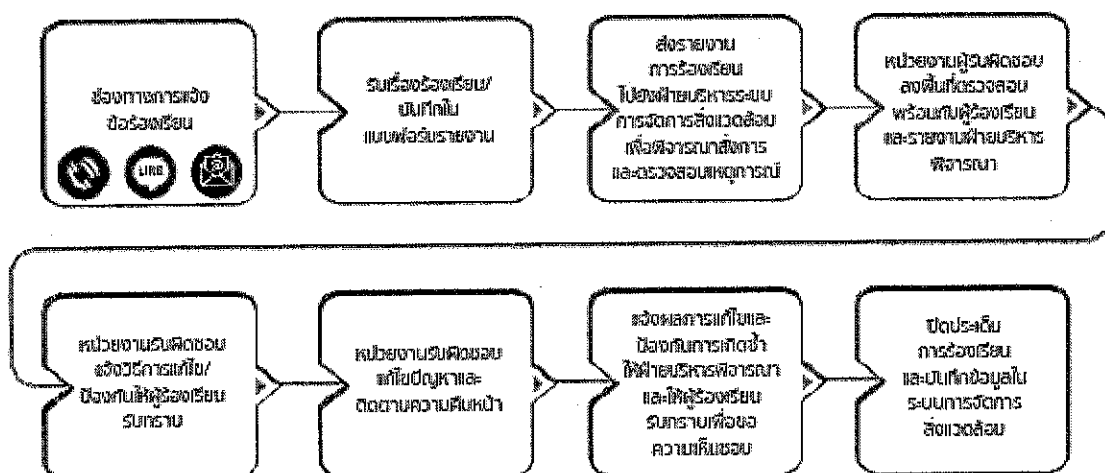 ช่องทางการแจ้ง
ข้อร้องเรียน
LINE
รับเรื่องร้องเรียน/
บันทึกใน
แบบฟอร์มรายงาน
ส่งรายงาน
การร้องเรียน
ไปยังฝ่ายบริหารระบบ
การจัดการสิ่งแวดล้อม
เพื่อพิจารณาสั่งการ
และตรวจสอบเหตุการณ์
หน่วยงานผู้รับผิดชอบ
ลงพื้นที่ตรวจสอบ
พร้อมกับผู้ร้องเรียน
และรายงานฝ่ายบริหาร
พิจารณา
หน่วยงานรับผิดชอบ
แจ้งวิธีการแก้ไข/
ป้องกันให้ผู้ร้องเรียน
รับทราบ
หน่วยงานรับผิดชอบ
แก้ไขปัญหาและ
ติดตามความคืบหน้า
แจ้งผลการแก้ไขและ
ป้องกันการเกิดซ้ำ
ให้ฝ่ายบริหารพิจารณา
และให้ผู้ร้องเรียน
รับทราบเพื่อขอ
ความเห็นชอบ
ปิดประเด็น
การร้องเรียน
และบันทึกข้อมูลใน
ระบบการจัดการ
สิ่งแวดล้อม